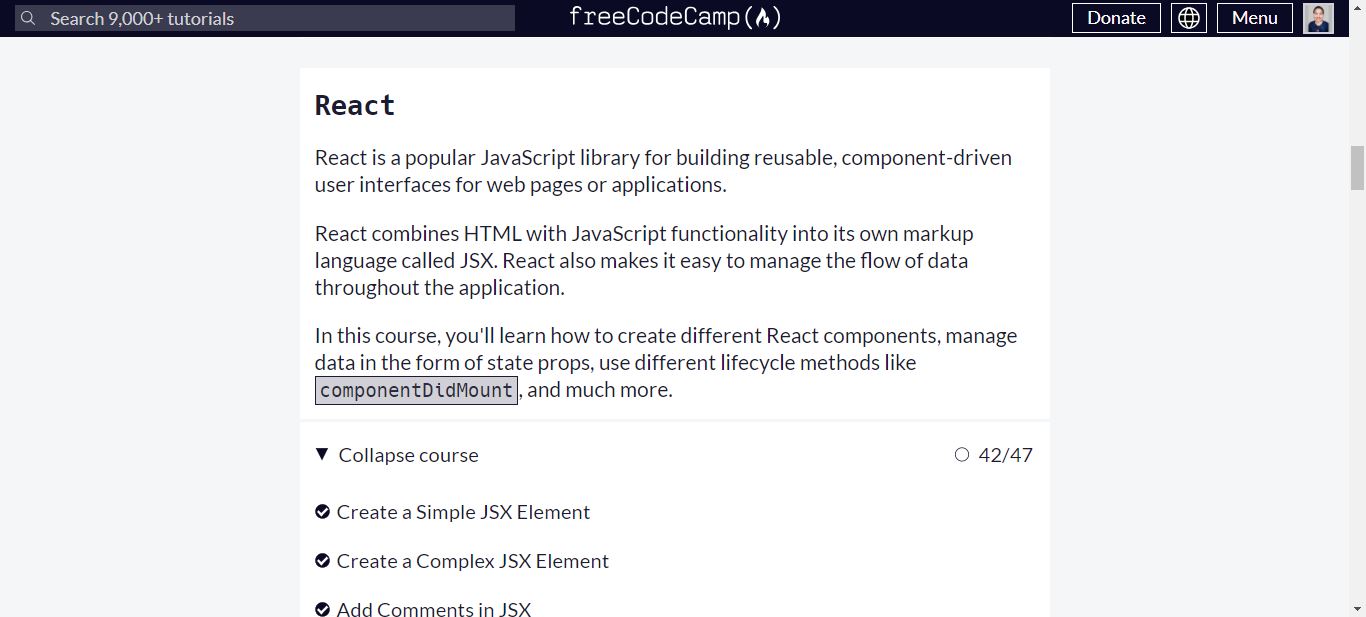 Search 9,000+ tutorials
freeCodeCamp
Donate
Menu
React
React is a popular JavaScript library for building reusable, component-driven
user interfaces for web pages or applications.
React combines HTML with JavaScript functionality into its own markup
language called JSX. React also makes it easy to manage the flow of data
throughout the application.
In this course, you'll learn how to create different React components, manage
data in the form of state props, use different lifecycle methods like
componentDidMount, and much more.
Collapse course
42/47
Create a Simple JSX Element
Create a Complex JSX Element
Add Comments in JSX